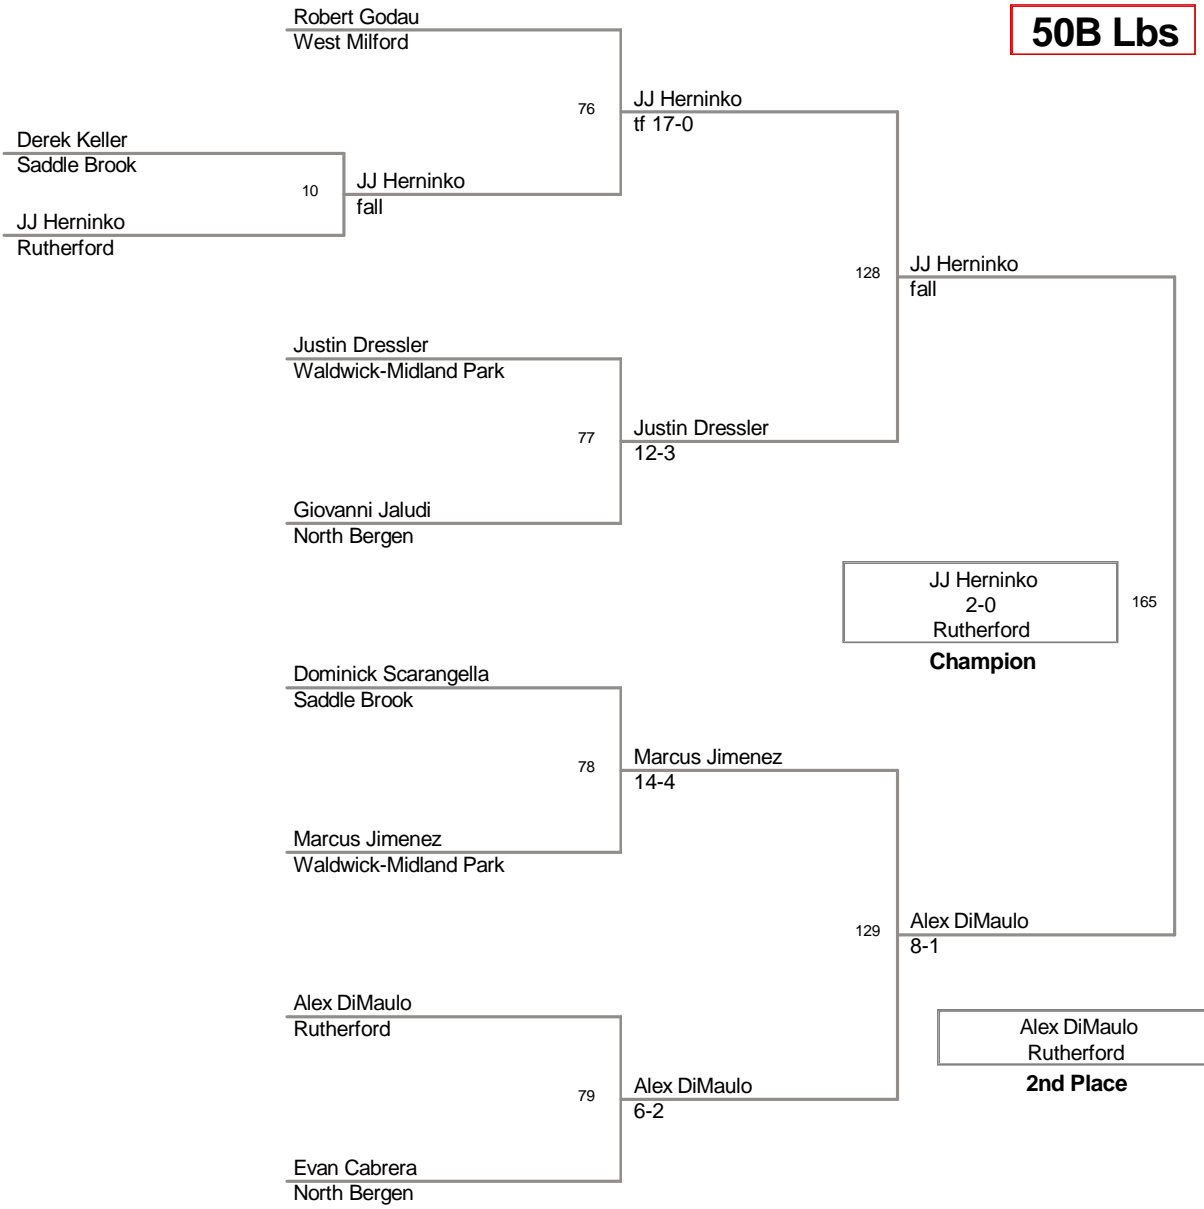 Robert Godau
West Milford
50B Lbs
76
JJ Herninko
tf 17-0
Derek Keller
Saddle Brook
10
JJ Herninko
fall
JJ Herninko
Rutherford
128
JJ Herninko
fall
Justin Dressler
Waldwick-Midland Park
77
Justin Dressler
12-3
Giovanni Jaludi
North Bergen
JJ Herninko
2-0
Rutherford
165
Champion
Dominick Scarangella
Saddle Brook
78
Marcus Jimenez
14-4
Marcus Jimenez
Waldwick-Midland Park
129
Alex DiMaulo
8-1
Alex DiMaulo
Rutherford
Alex DiMaulo
Rutherford
2nd Place
79
Alex DiMaulo
6-2
Evan Cabrera
North Bergen